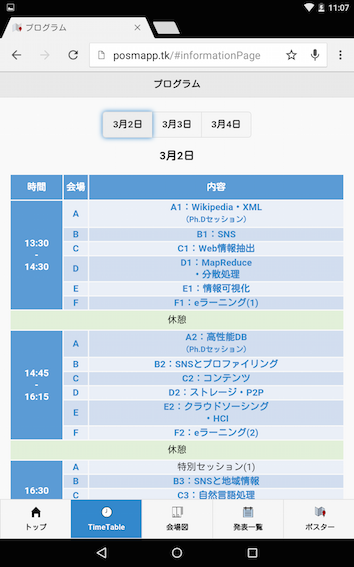 11:07
プログラム
posmapp.tk/#informationPage
プログラム
3月2日 3月3日 3月4日
3月2日
時間 会場 内容
13:30
-
14:30
A A1：Wikipedia・XML
（Ph.Dセッション）
B B1：SNS
C C1：Web情報抽出
D D1：MapReduce
・分散処理
E E1：情報可視化
F F1：eラーニング(1)
休憩
14:45
-
16:15
A A2：高性能DB
（Ph.Dセッション）
B B2：SNSとプロファイリング
C C2：コンテンツ
D D2：ストレージ・P2P
E E2：クラウドソーシング
・HCI
F F2：eラーニング(2)
休憩
16:30
A 特別セッション(1)
B B3：SNSと地域情報
C C3：自然言語処理
トップ TimeTable 会場図 発表一覧 ポスター